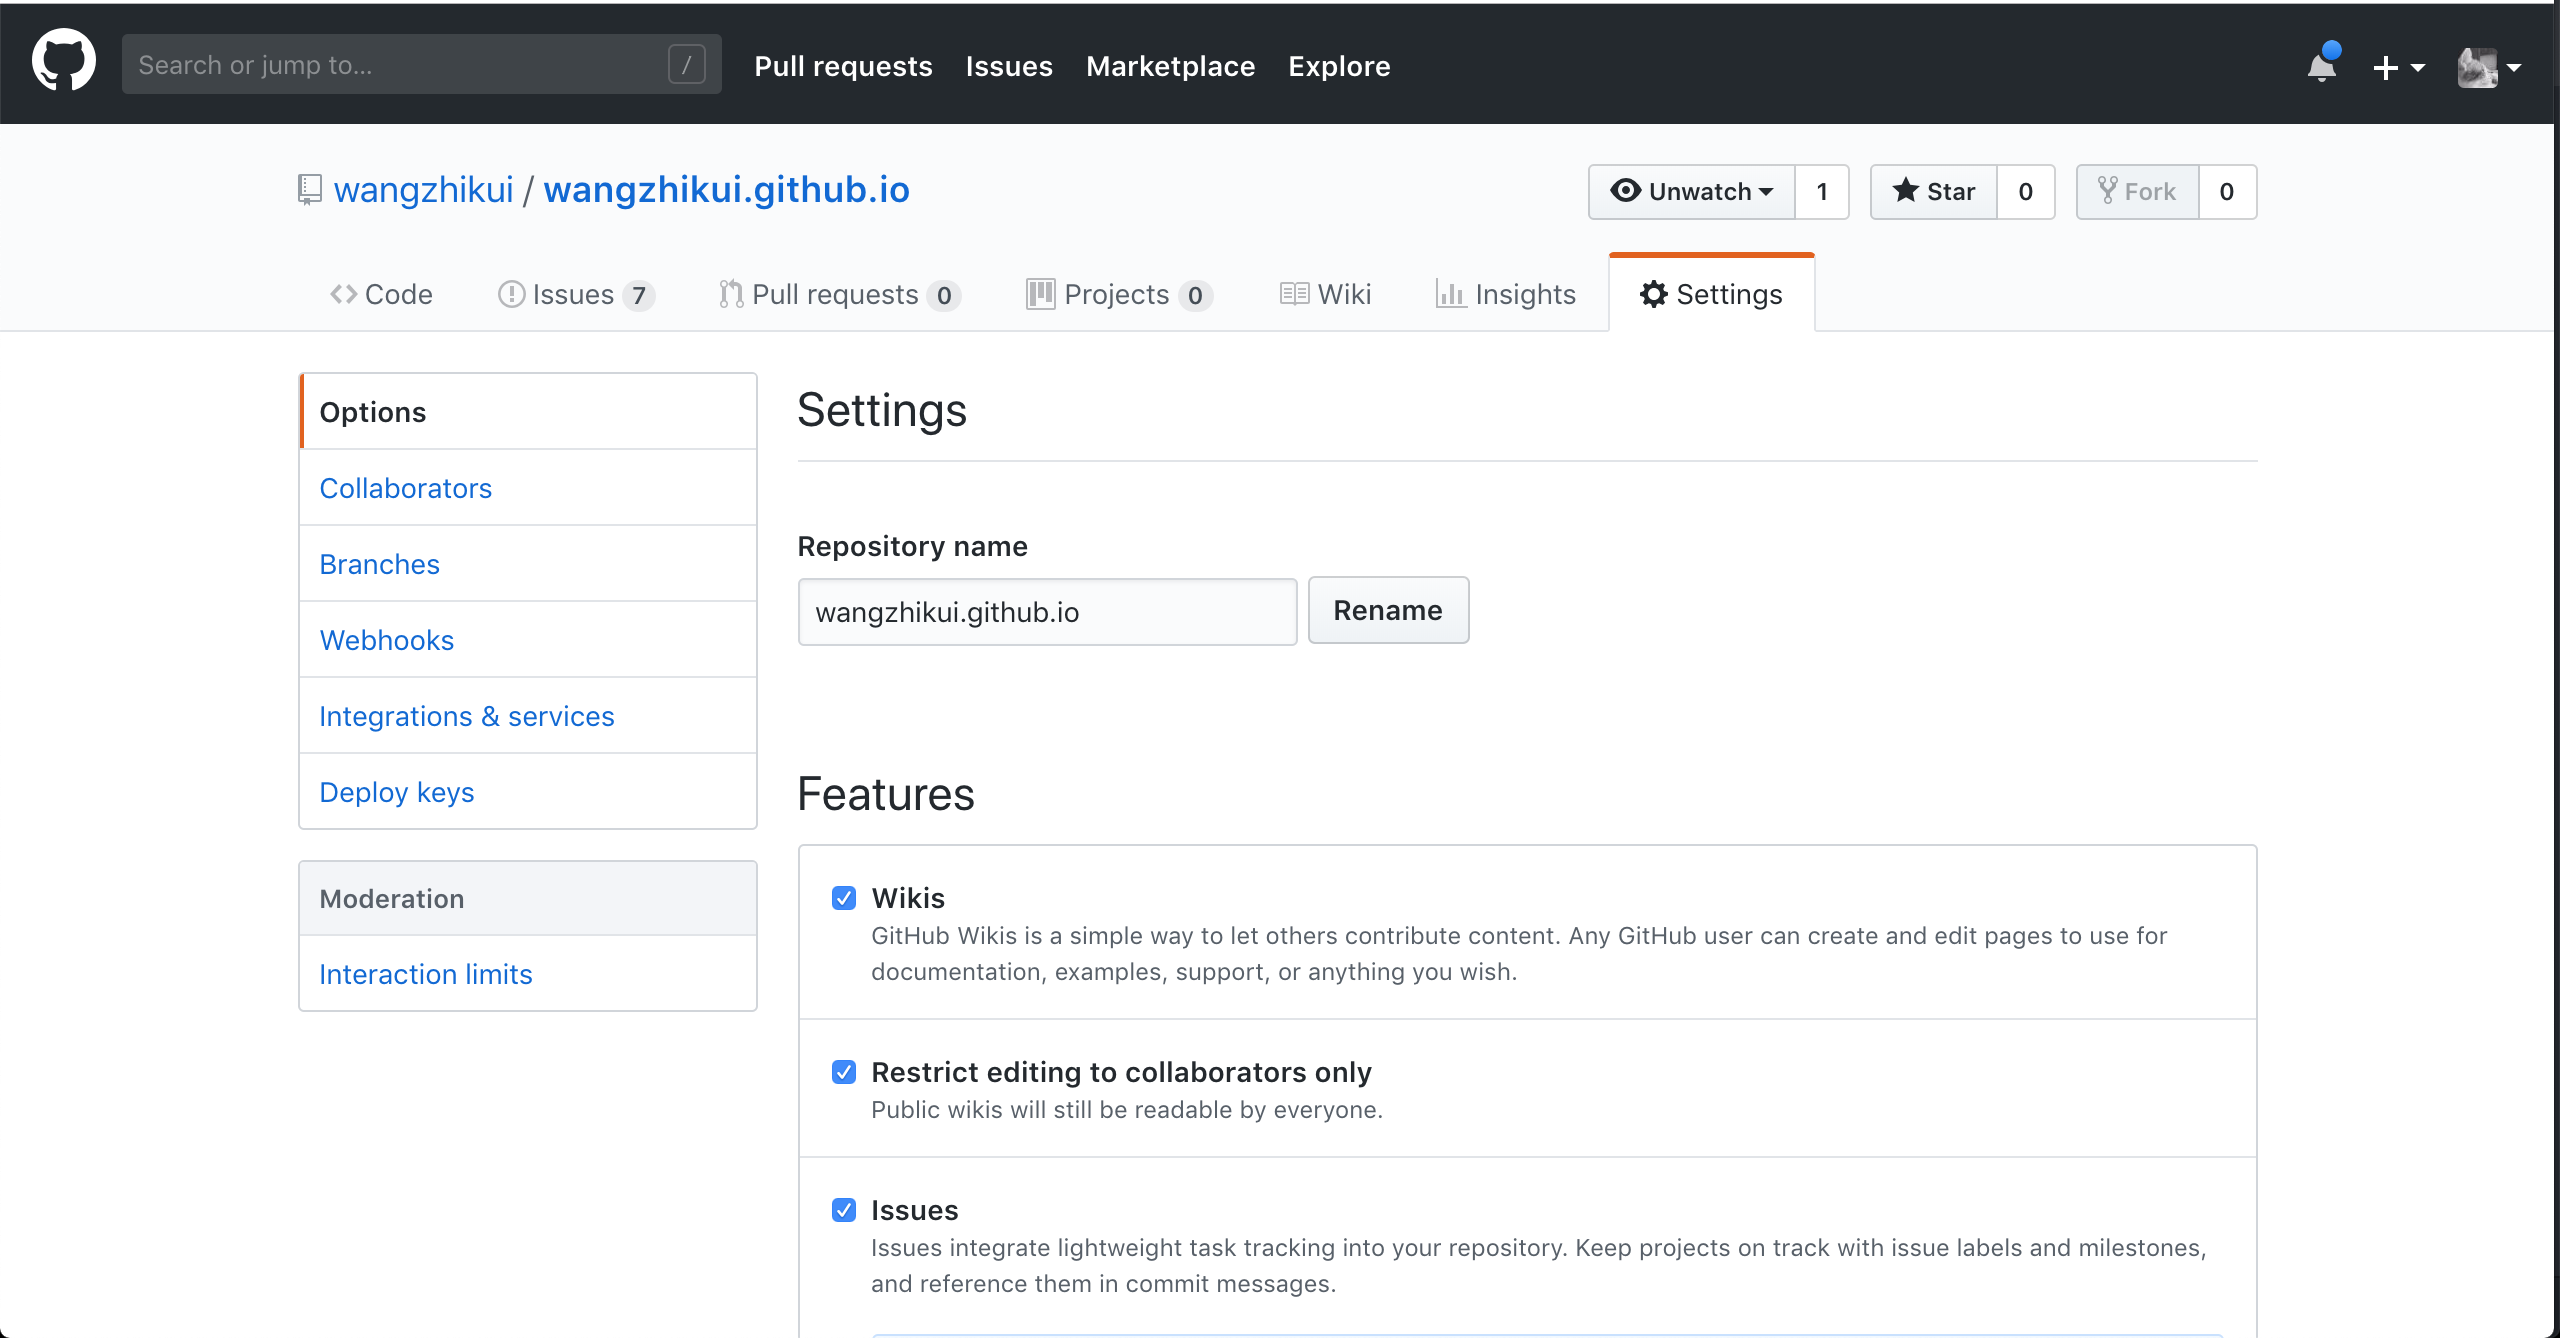 Search or jump to... /
Pull requests Issues Marketplace Explore
wangzhikui / wangzhikui.github.io
Unwatch 1 Star 0 Fork 0
Code Issues 7 Pull requests 0 Projects 0 Wiki Insights Settings
Options
Collaborators
Branches
Webhooks
Integrations & services
Deploy keys
Moderation
Interaction limits
Settings
Repository name
wangzhikui.github.io Rename
Features
Wikis
GitHub Wikis is a simple way to let others contribute content. Any GitHub user can create and edit pages to use for
documentation, examples, support, or anything you wish.
Restrict editing to collaborators only
Public wikis will still be readable by everyone.
Issues
Issues integrate lightweight task tracking into your repository. Keep projects on track with issue labels and milestones,
and reference them in commit messages.